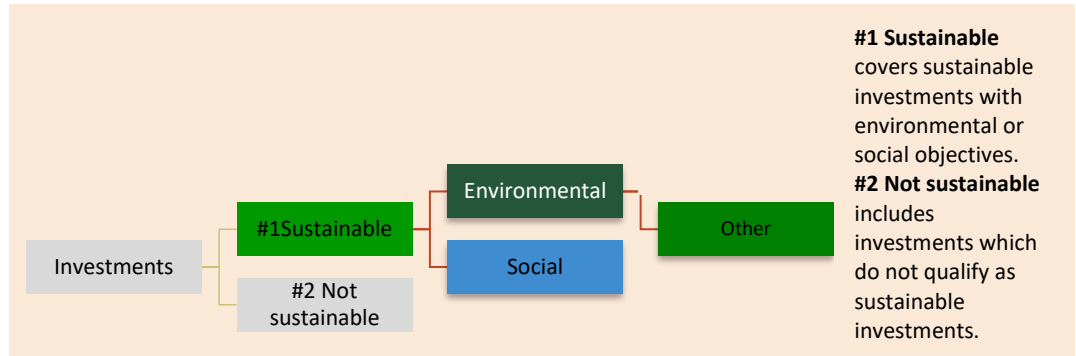 Investments
#1Sustainable
#2 Not
sustainable
Environmental
Social
Other
#1 Sustainable
covers sustainable
investments with
environmental or
social objectives.
#2 Not sustainable
includes
investments which
do not qualify as
sustainable
investments.